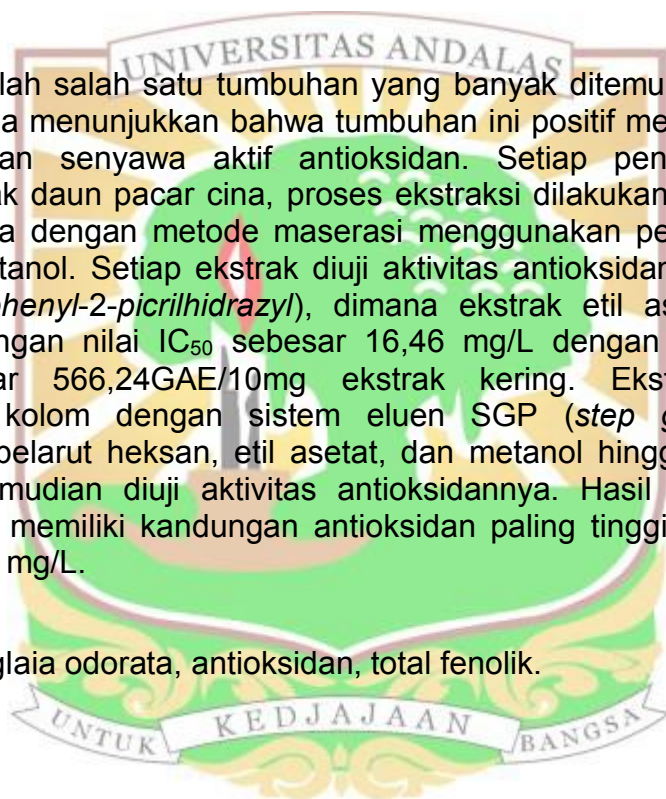 UNIVERSITAS ANDALAS
lah salah satu tumbuhan yang banyak ditemu
a menunjukkan bahwa tumbuhan ini positif me
an senyawa aktif antioksidan. Setiap pen
ak daun pacar cina, proses ekstraksi dilakukan
a dengan metode maserasi menggunakan pe
etanol. Setiap ekstrak diuji aktivitas antioksidan
phenyl-2-picrilhidrazyl), dimana ekstrak etil as
ngan nilai IC50 sebesar 16,46 mg/L dengan
ar 566,24GAE/10mg ekstrak kering. Ekst
kolom dengan sistem eluen SGP (step g
pelarut heksan, etil asetat, dan metanol hingg
mudian diuji aktivitas antioksidannya. Hasil
memiliki kandungan antioksidan paling tinggi
mg/L.
glaia odorata, antioksidan, total fenolik.
UNTUK KEDJAJAAN BANGSA